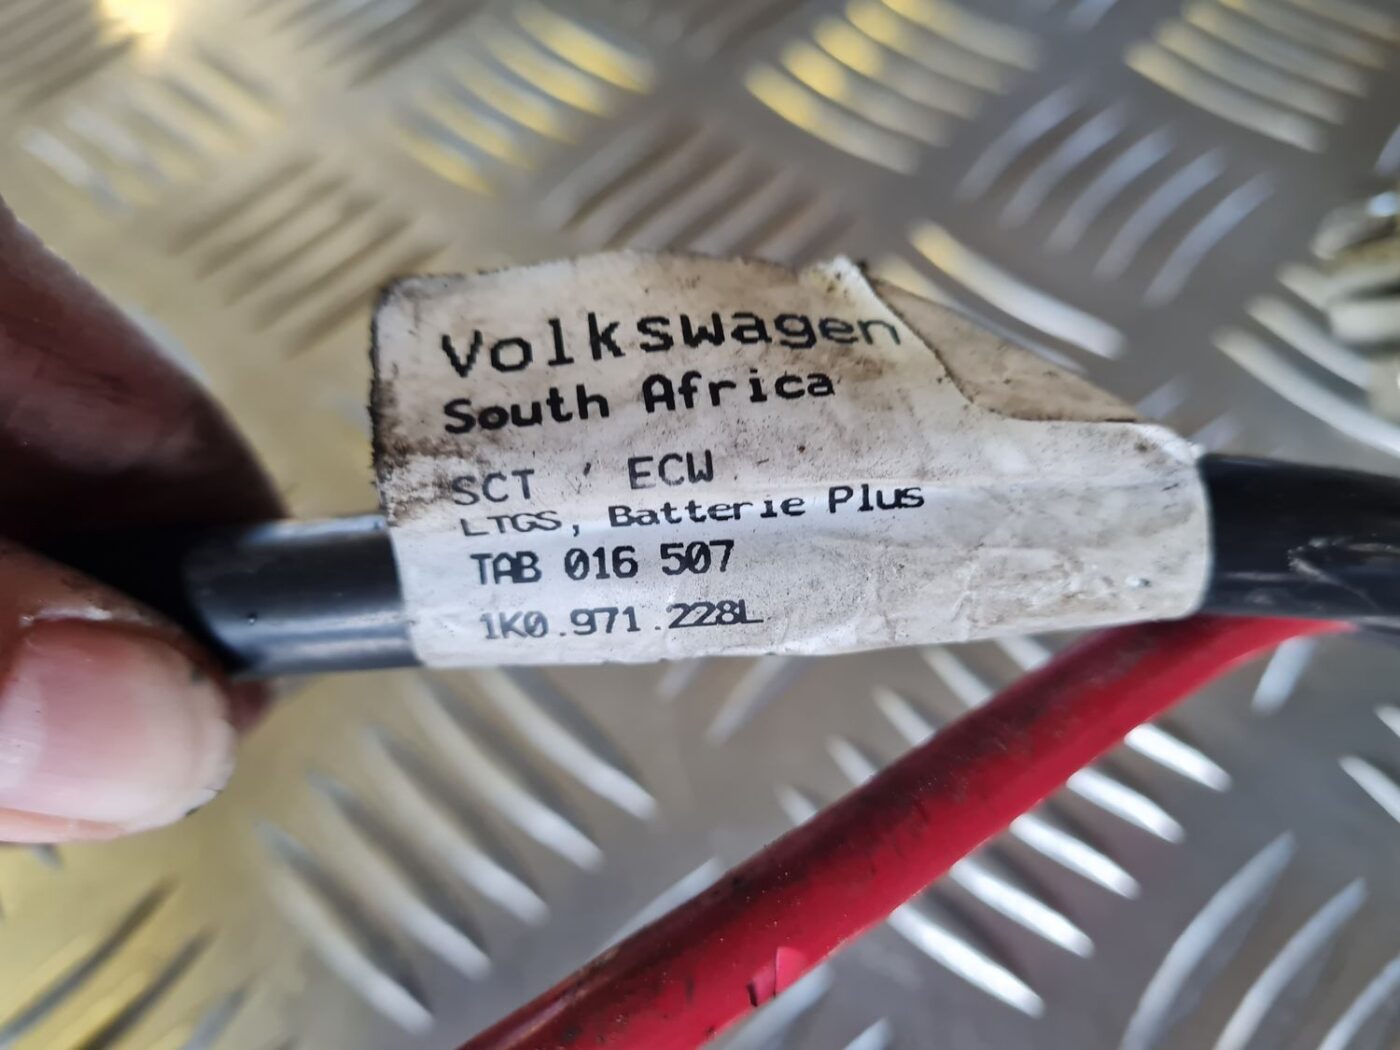 Volkswagen
South Africa
SCT / ECW
LTGS, Batterie Plus
TAB 016 507
1K0.971.228L